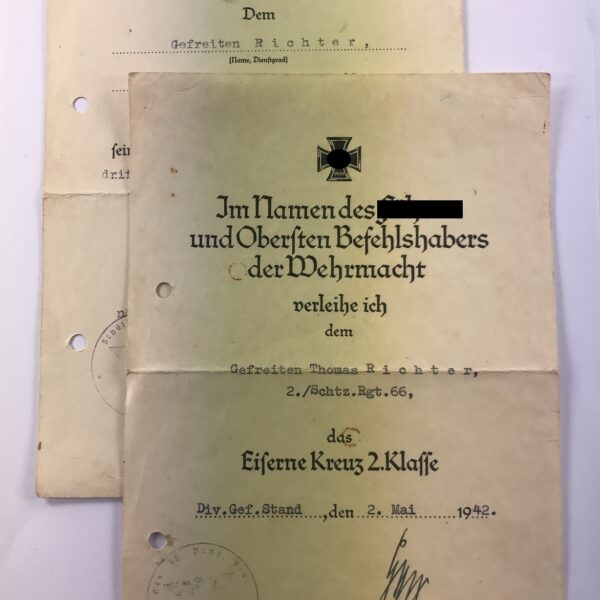 Dem
Gefreiten Richter,
(Name, Dienstgrad)
Im Namen des
und Obersten Befehlshabers
der Wehrmacht
verleihe ich
dem
Gefreiten Thomas Richter,
2./Schtz.Rgt.66,
das
Eiserne Kreuz 2.Klasse
Div.Gef.Stand, den 2. Mai 1942.